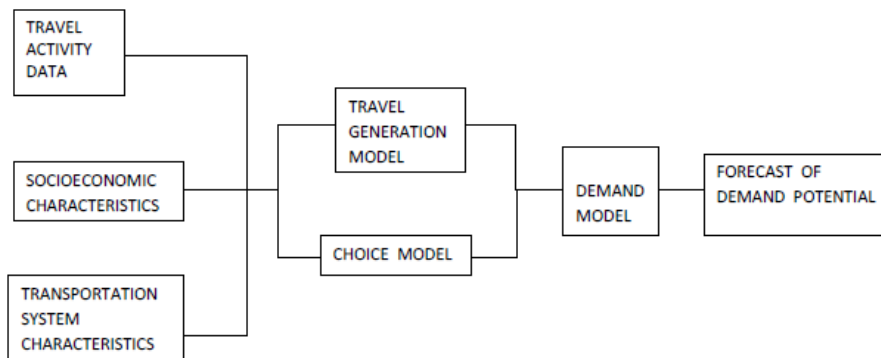 TRAVEL
ACTIVITY
DATA
SOCIOECONOMIC
CHARACTERISTICS
TRANSPORTATION
SYSTEM
CHARACTERISTICS
TRAVEL
GENERATION
MODEL
CHOICE MODEL
DEMAND
MODEL
FORECAST OF
DEMAND POTENTIAL